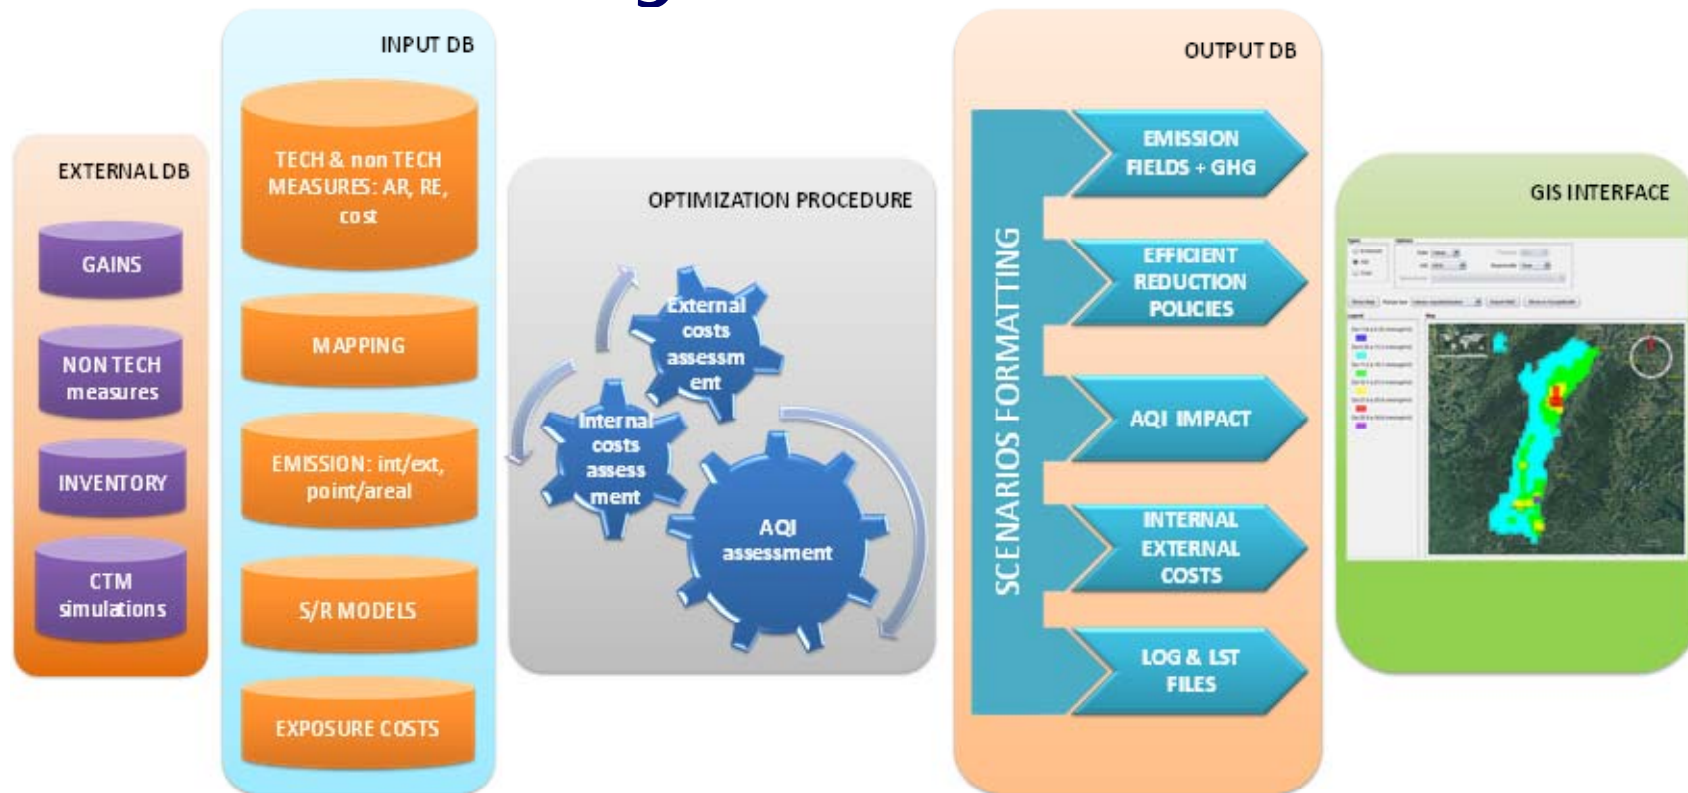 EXTERNAL DB
GAINS
NON TECH
measures
INVENTORY
CTM
simulations
INPUT DB
TECH & non TECH
MEASURES: AR, RE,
cost
MAPPING
EMISSION: int/ext,
point/areal
S/R MODELS
EXPOSURE COSTS
OPTIMIZATION PROCEDURE
External
costs
assessm
ent
Internal
costs
assess
ment
AQI
assessment
OUTPUT DB
SCENARIOS FORMATTING
EMISSION
FIELDS + GHG
EFFICIENT
REDUCTION
POLICIES
AQI IMPACT
INTERNAL
EXTERNAL
COSTS
LOG & LST
FILES
GIS INTERFACE